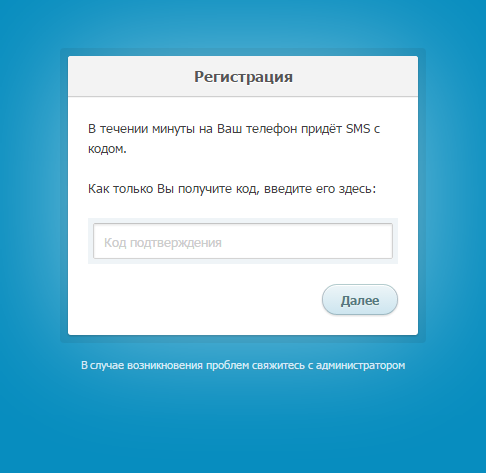 Регистрация
В течении минуты на Ваш телефон придёт SMS с
кодом.
Как только Вы получите код, введите его здесь:
Код подтверждения
Далее
В случае возникновения проблем свяжитесь с администратором